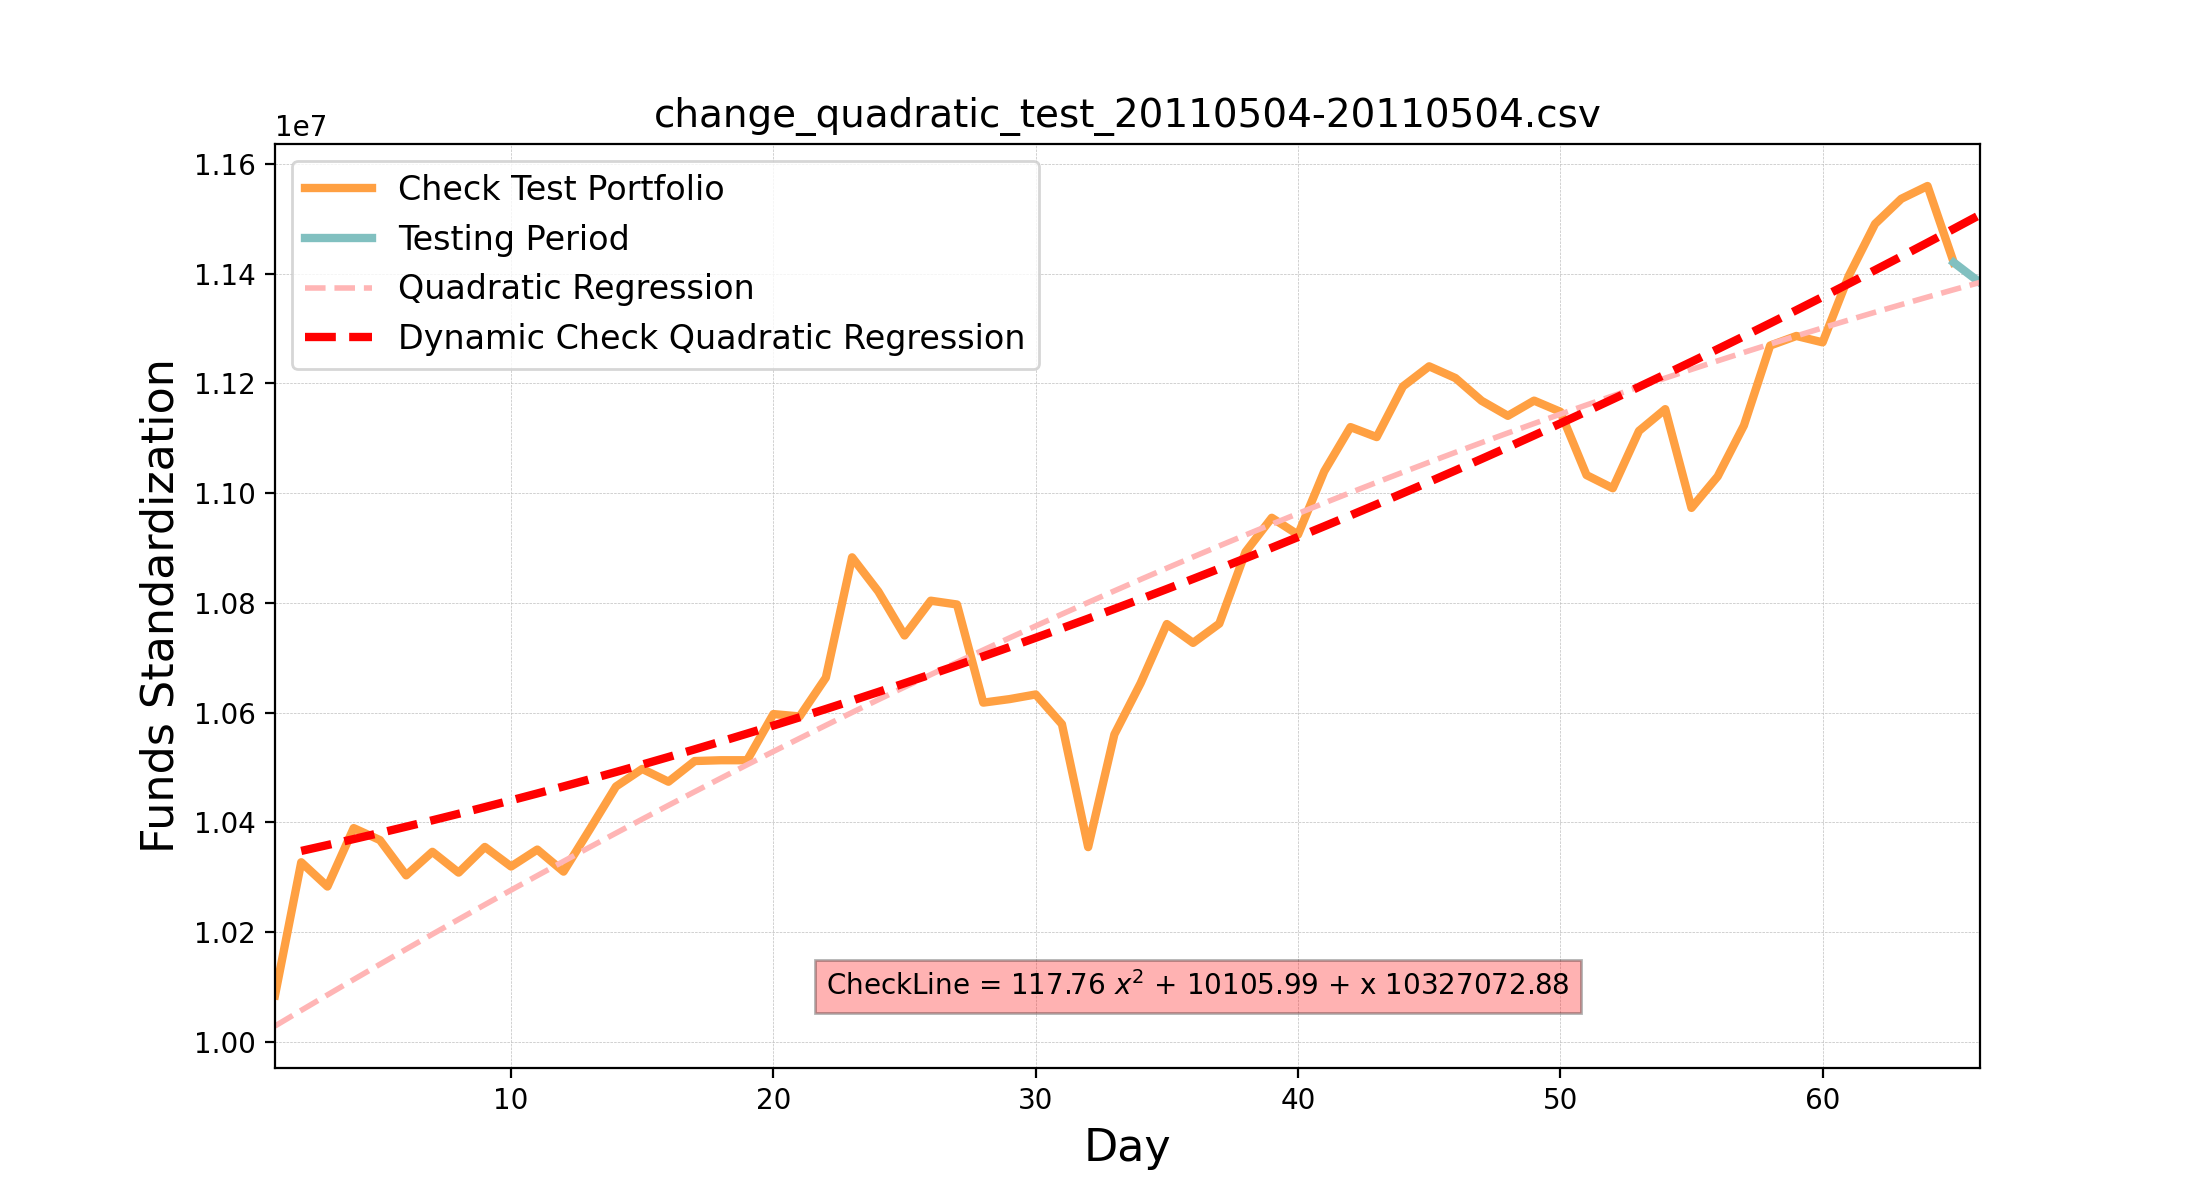 change_quadratic_test_20110504-20110504.csv
1e7
Check Test Portfolio
Testing Period
Quadratic Regression
Dynamic Check Quadratic Regression
1.16
1.14
1.12
1.10
1.08
1.06
1.04
1.02
1.00
Funds Standardization
CheckLine = 117.76 x² + 10105.99 + x 10327072.88
10 20 30 40 50 60
Day